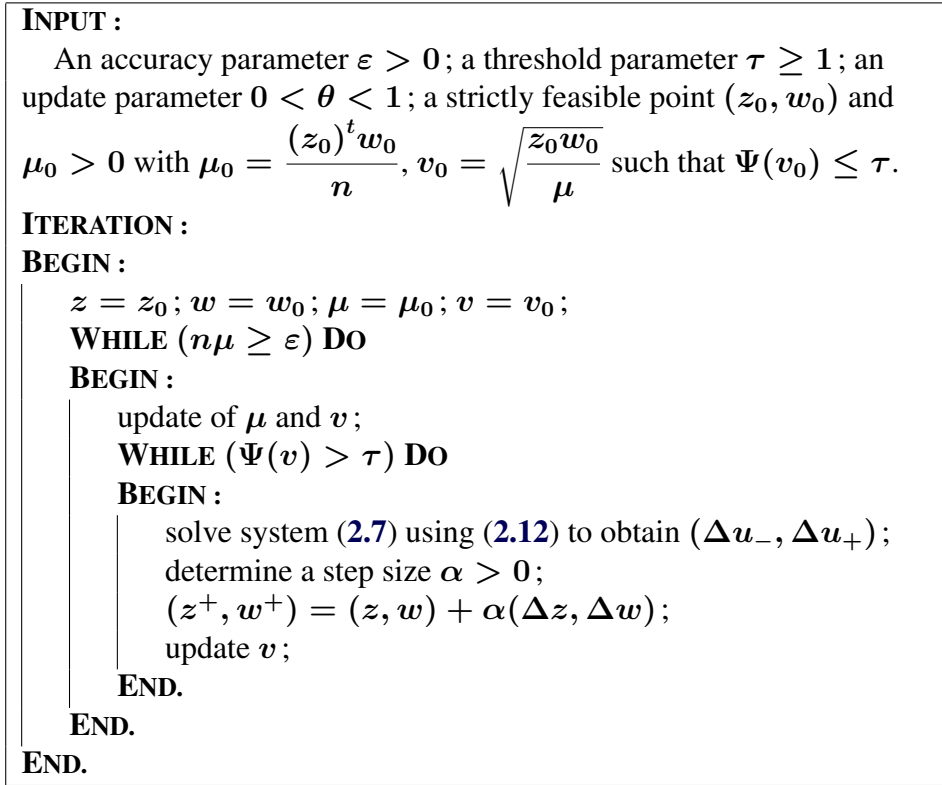 INPUT :
An accuracy parameter ε > 0 ; a threshold parameter τ ≥ 1 ; an
update parameter 0 < θ < 1 ; a strictly feasible point (z₀, w₀) and
μ₀ > 0 with μ₀ = (z₀)ᵗw₀ / n, v₀ = √(z₀w₀ / μ) such that Ψ(v₀) ≤ τ.
ITERATION :
BEGIN :
z = z₀ ; w = w₀ ; μ = μ₀ ; v = v₀ ;
WHILE (nμ ≥ ε) DO
BEGIN :
update of μ and v ;
WHILE (Ψ(v) > τ) DO
BEGIN :
solve system (2.7) using (2.12) to obtain (Δu₋, Δu₊) ;
determine a step size α > 0 ;
(z⁺, w⁺) = (z, w) + α(Δz, Δw) ;
update v ;
END.
END.
END.